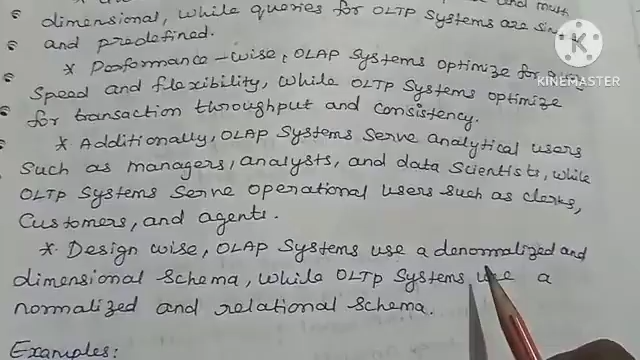 dimensional, while queries for OLTP Systems are
and predefined.
* Performance-wise, OLAP Systems optimize for
Speed and flexibility, while OLTP Systems optimize
for transaction throughput and consistency.
* Additionally, OLAP Systems serve analytical users
Such as managers, analysts, and data Scientists, while
OLTP Systems Serve operational users such as clerks,
Customers, and agents.
* Design wise, OLAP Systems use a denormalized and
dimensional Schema, while OLTP Systems use a
normalized and relational Schema.
Examples:
KINEMASTER